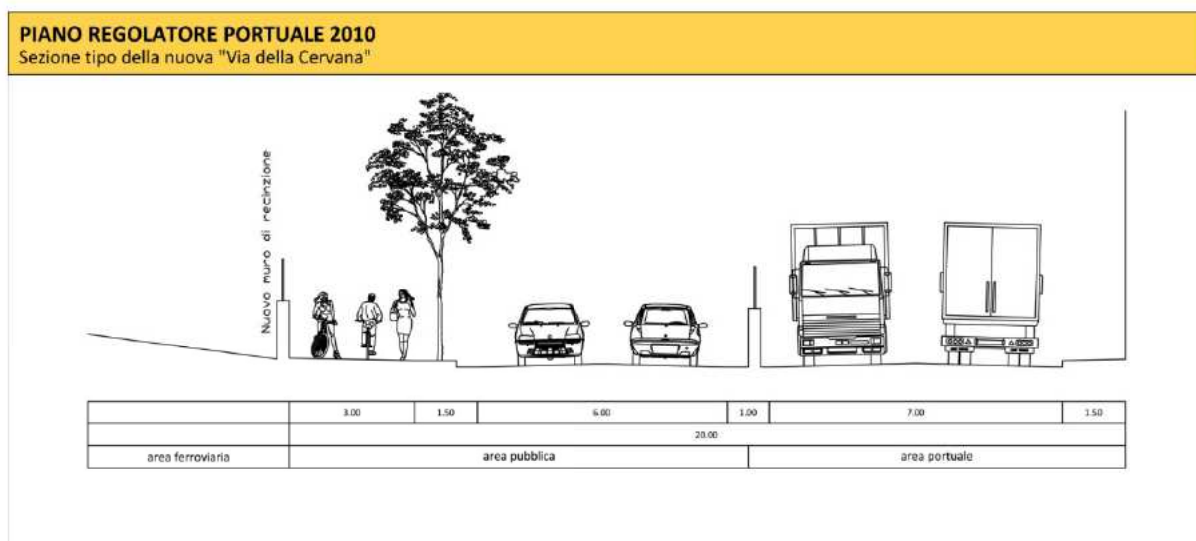 PIANO REGOLATORE PORTUALE 2010
Sezione tipo della nuova "Via della Cervana"
Nuovo muro di recinzione
3.00 1.50 6.00 1.00 7.00 1.50
20.00
area ferroviaria area pubblica area portuale